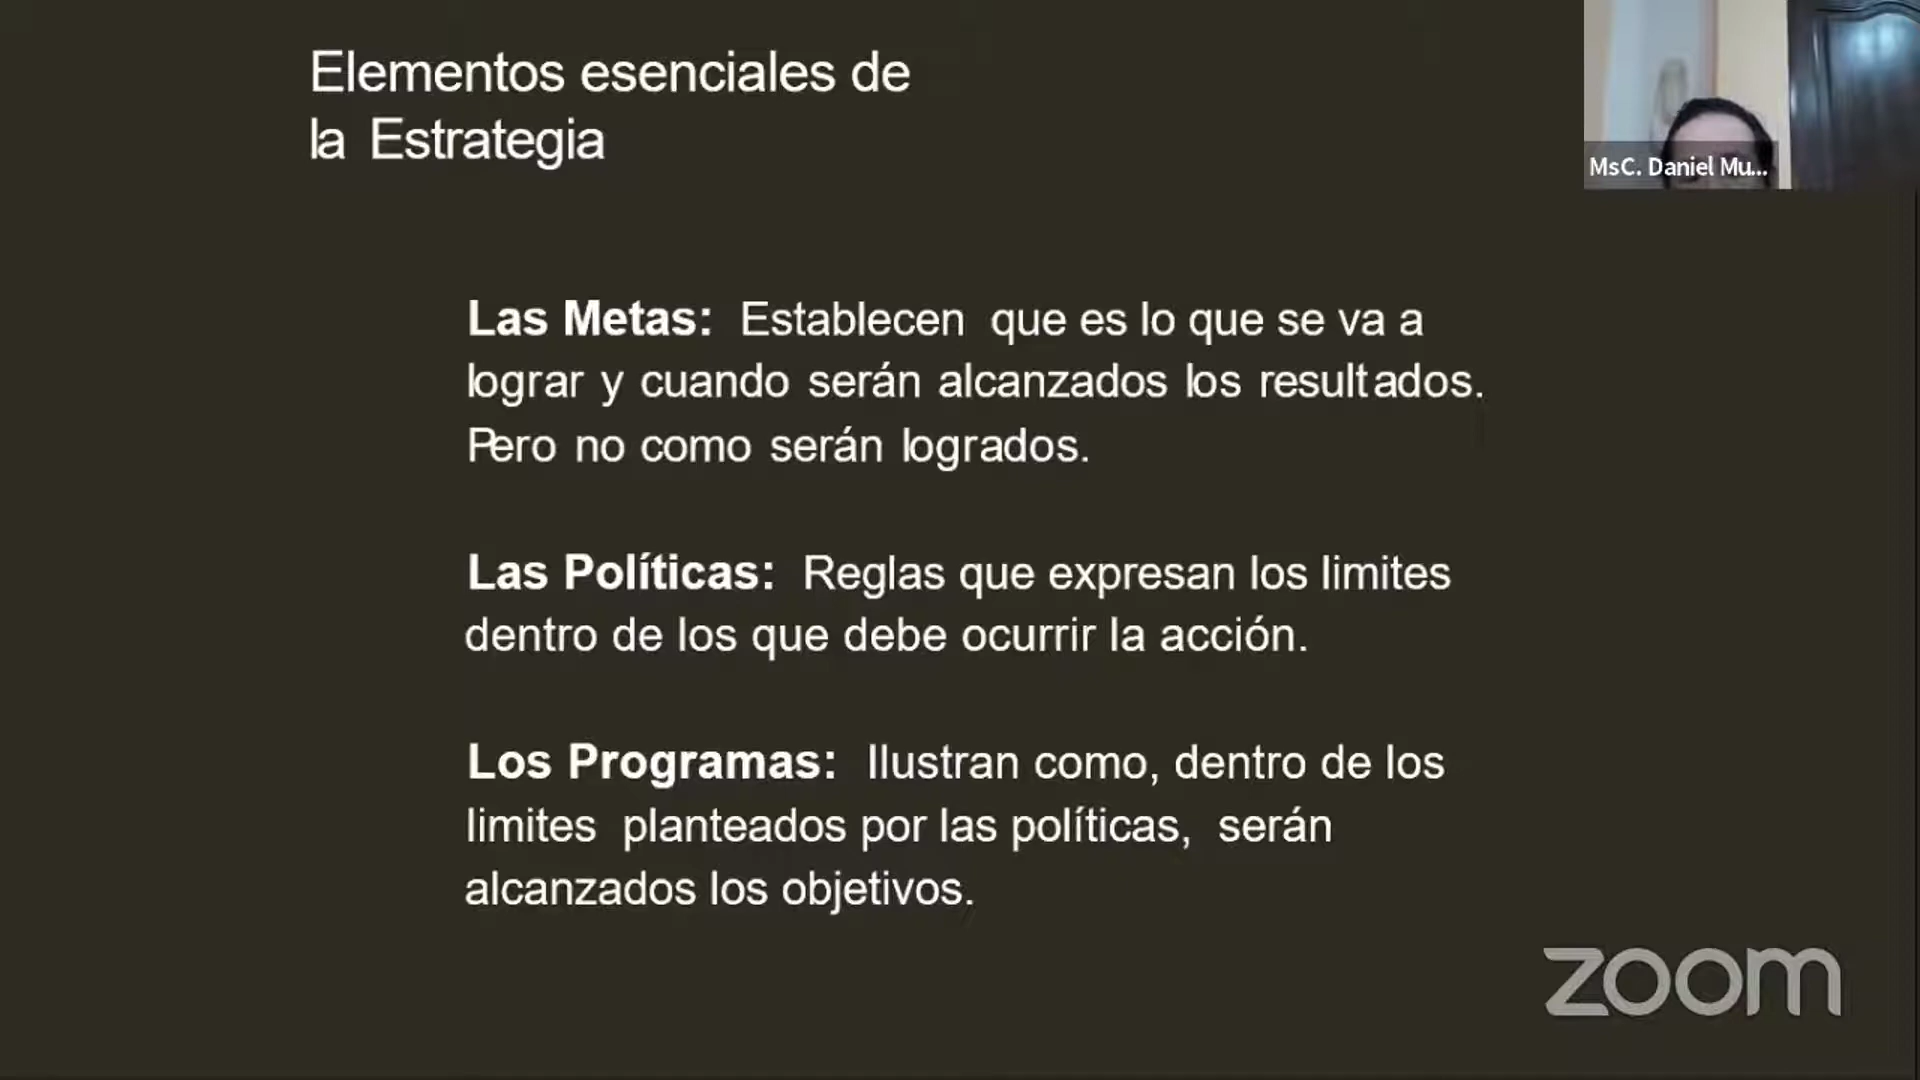 Elementos esenciales de
la Estrategia
MsC. Daniel Mu...
Las Metas: Establecen que es lo que se va a
lograr y cuando serán alcanzados los resultados.
Pero no como serán logrados.
Las Políticas: Reglas que expresan los limites
dentro de los que debe ocurrir la acción.
Los Programas: Ilustran como, dentro de los
limites planteados por las políticas, serán
alcanzados los objetivos.
zoom